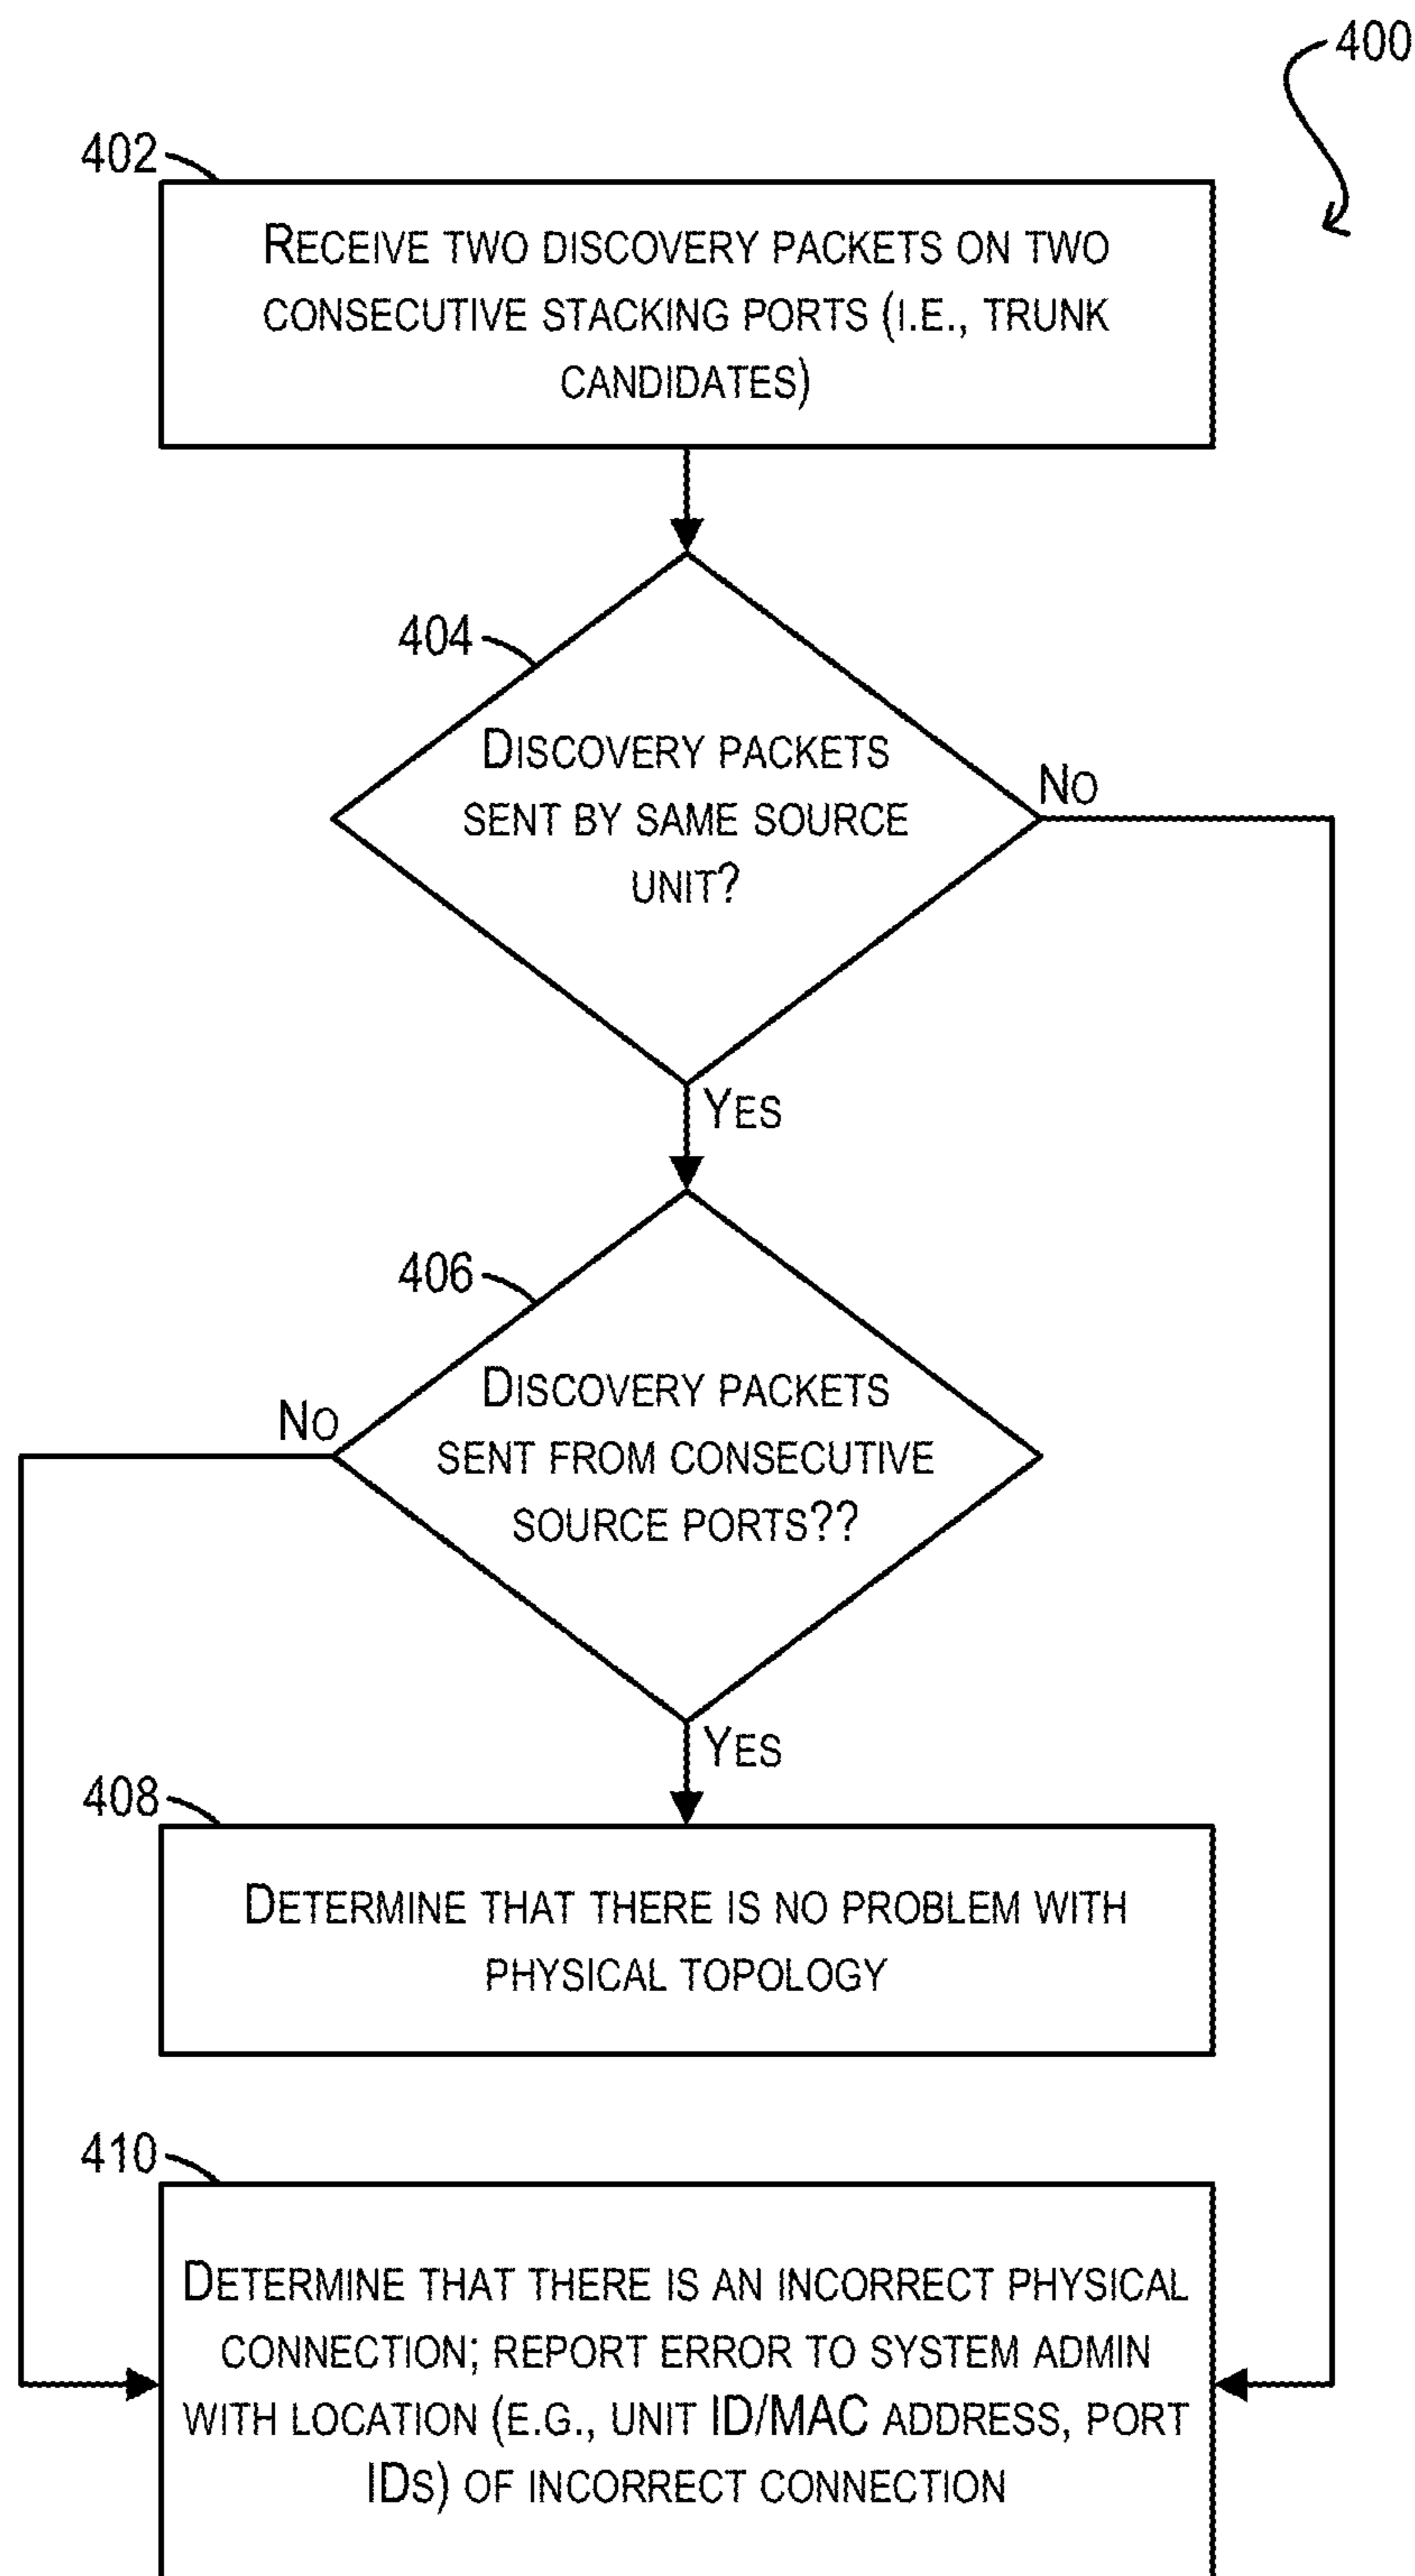 400
402
RECEIVE TWO DISCOVERY PACKETS ON TWO
CONSECUTIVE STACKING PORTS (I.E., TRUNK
CANDIDATES)
404
DISCOVERY PACKETS
SENT BY SAME SOURCE
UNIT?
NO
YES
406
DISCOVERY PACKETS
SENT FROM CONSECUTIVE
SOURCE PORTS??
NO
YES
408
DETERMINE THAT THERE IS NO PROBLEM WITH
PHYSICAL TOPOLOGY
410
DETERMINE THAT THERE IS AN INCORRECT PHYSICAL
CONNECTION; REPORT ERROR TO SYSTEM ADMIN
WITH LOCATION (E.G., UNIT ID/MAC ADDRESS, PORT
IDS) OF INCORRECT CONNECTION